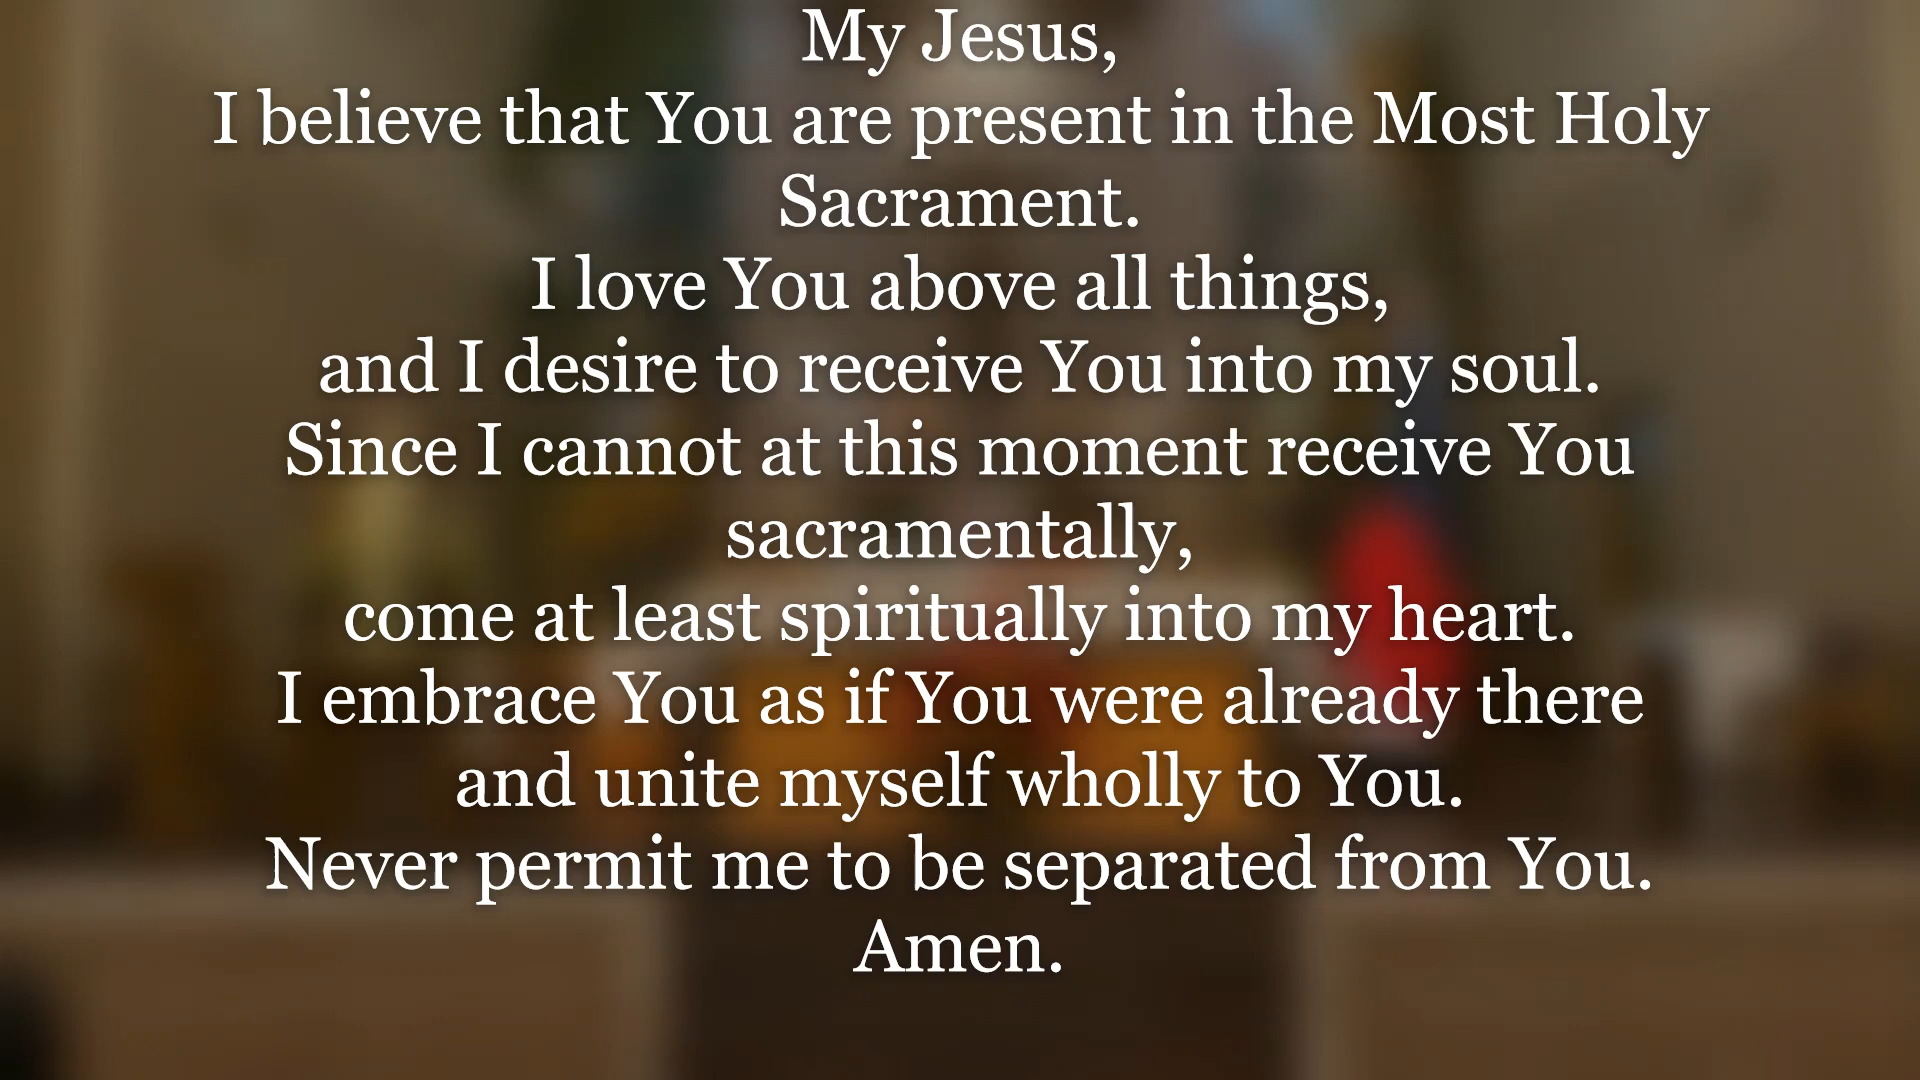 My Jesus,
I believe that You are present in the Most Holy
Sacrament.
I love You above all things,
and I desire to receive You into my soul.
Since I cannot at this moment receive You
sacramentally,
come at least spiritually into my heart.
I embrace You as if You were already there
and unite myself wholly to You.
Never permit me to be separated from You.
Amen.